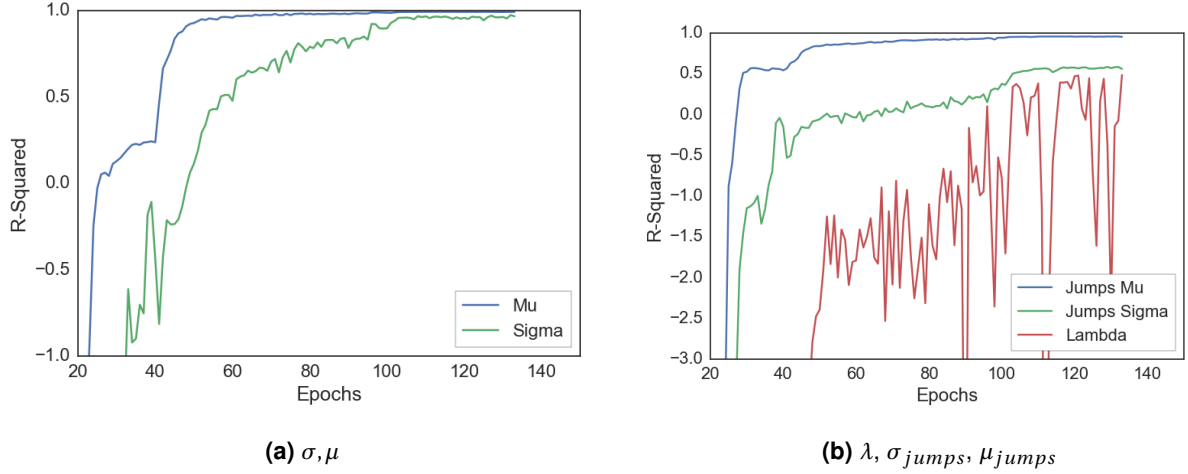 1.0
0.5
0.0
−0.5
−1.0
R-Squared
20 40 60 80 100 120 140
Epochs
Mu
Sigma
(a) σ,μ
1.0
0.5
0.0
−0.5
−1.0
−1.5
−2.0
−2.5
−3.0
R-Squared
20 40 60 80 100 120 140
Epochs
Jumps Mu
Jumps Sigma
Lambda
(b) λ, σ_jumps, μ_jumps